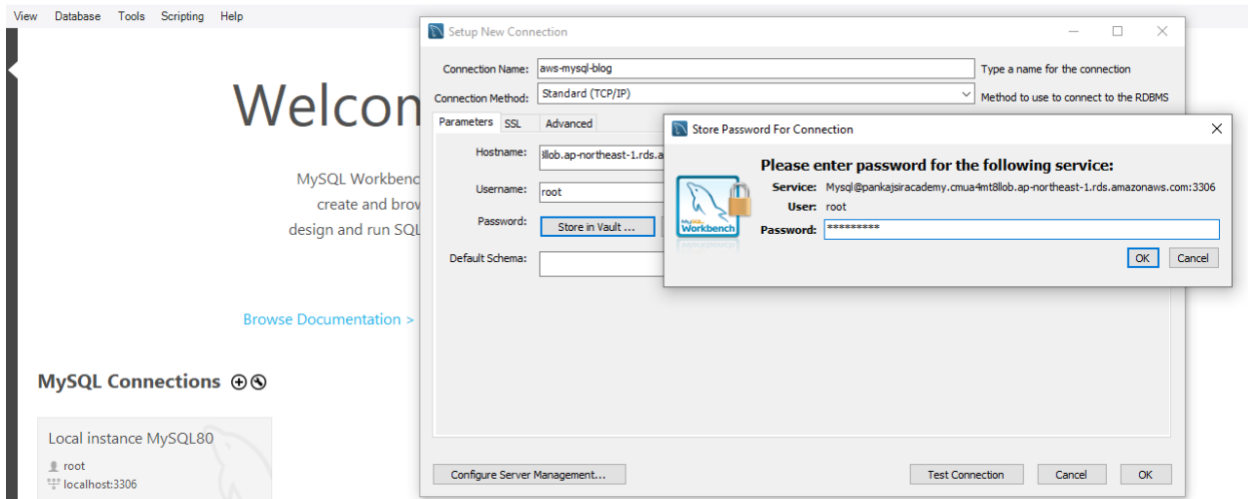 View Database Tools Scripting Help
Setup New Connection
Connection Name: aws-mysql-blog Type a name for the connection
Connection Method: Standard (TCP/IP) Method to use to connect to the RDBMS
Parameters SSL Advanced
Hostname: 8llob.ap-northeast-1.rds.a
Username: root
Password: Store in Vault ...
Default Schema:
Store Password For Connection
Please enter password for the following service:
Service: Mysql@pankajsiracademy.cmua4mt8llob.ap-northeast-1.rds.amazonaws.com:3306
User: root
MySQL Workbench
Password: *********
OK Cancel
Configure Server Management... Test Connection Cancel OK
Welcon
MySQL Workbenc
create and brow
design and run SQL
Browse Documentation >
MySQL Connections
Local instance MySQL80
root
localhost:3306